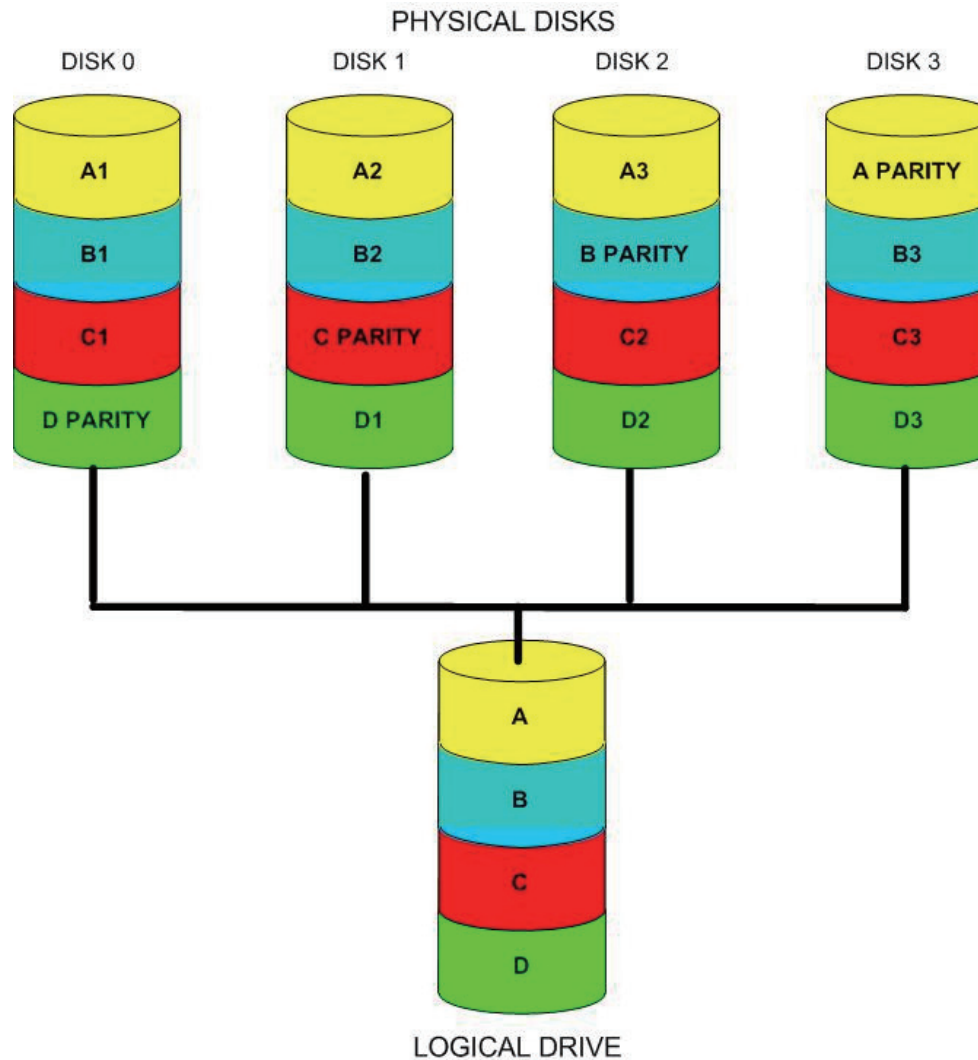 PHYSICAL DISKS
DISK 0 DISK 1 DISK 2 DISK 3
A1 A2 A3 A PARITY
B1 B2 B PARITY B3
C1 C PARITY C2 C3
D PARITY D1 D2 D3
A
B
C
D
LOGICAL DRIVE